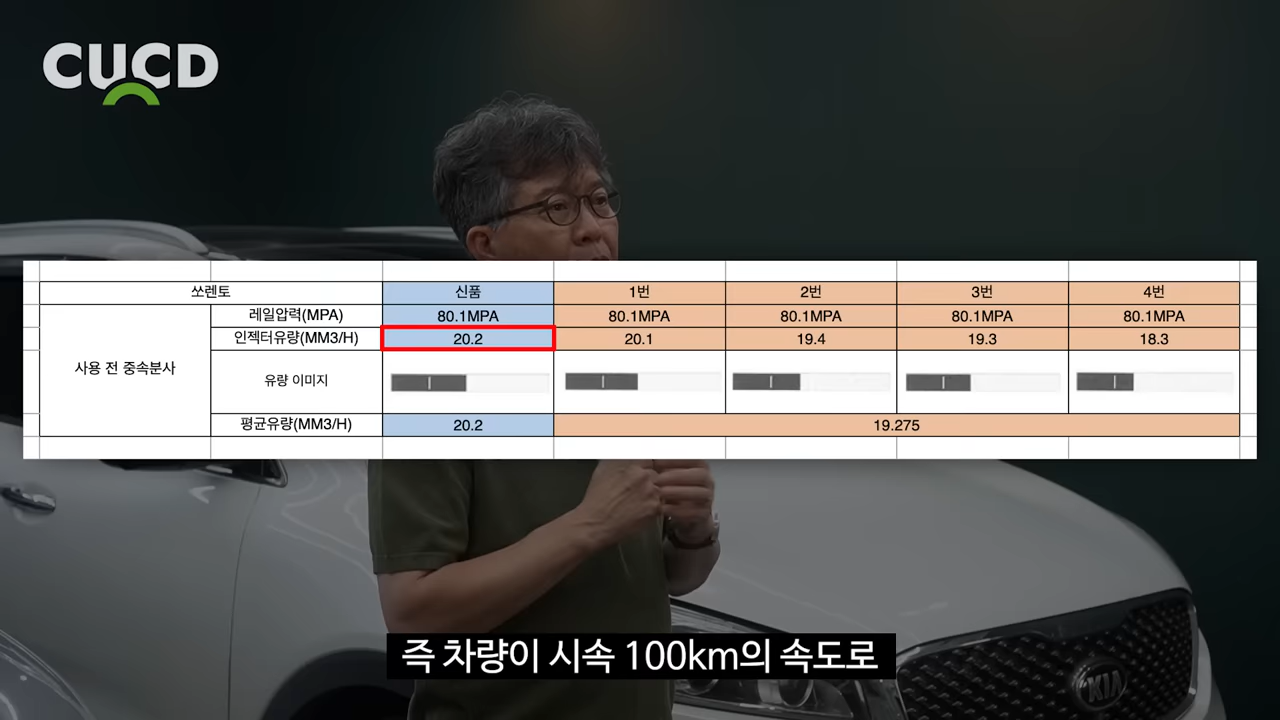 CUCD
쏘렌토 신품 1번 2번 3번 4번
레일압력(MPA) 80.1MPA 80.1MPA 80.1MPA 80.1MPA 80.1MPA
인젝터유량(MM3/H) 20.2 20.1 19.4 19.3 18.3
사용 전 중속분사
유량 이미지
평균유량(MM3/H) 20.2 19.275
KIA
즉 차량이 시속 100km의 속도로